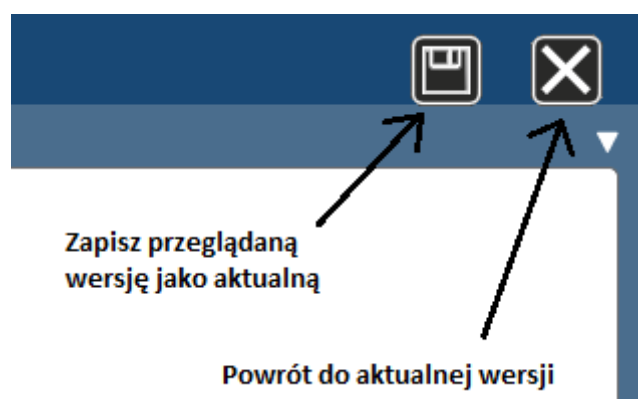 Zapisz przeglądaną
wersję jako aktualną
Powrót do aktualnej wersji